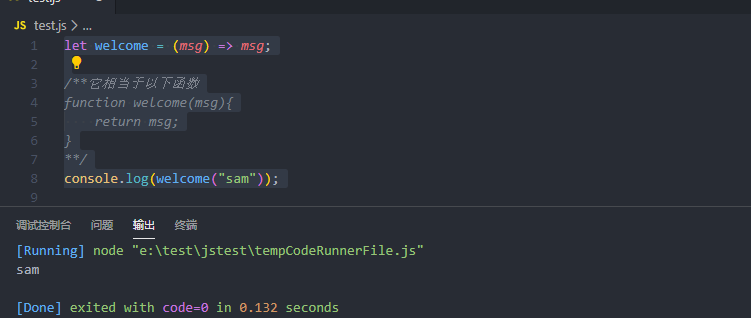 test.js
JS test.js > ...
1 let welcome = (msg) => msg;
2
3 /**它相当于以下函数
4 function welcome(msg){
5     return msg;
6 }
7 **/
8 console.log(welcome("sam"));
9
调试控制台 问题 输出 终端
[Running] node "e:\test\jstest\tempCodeRunnerFile.js"
sam
[Done] exited with code=0 in 0.132 seconds